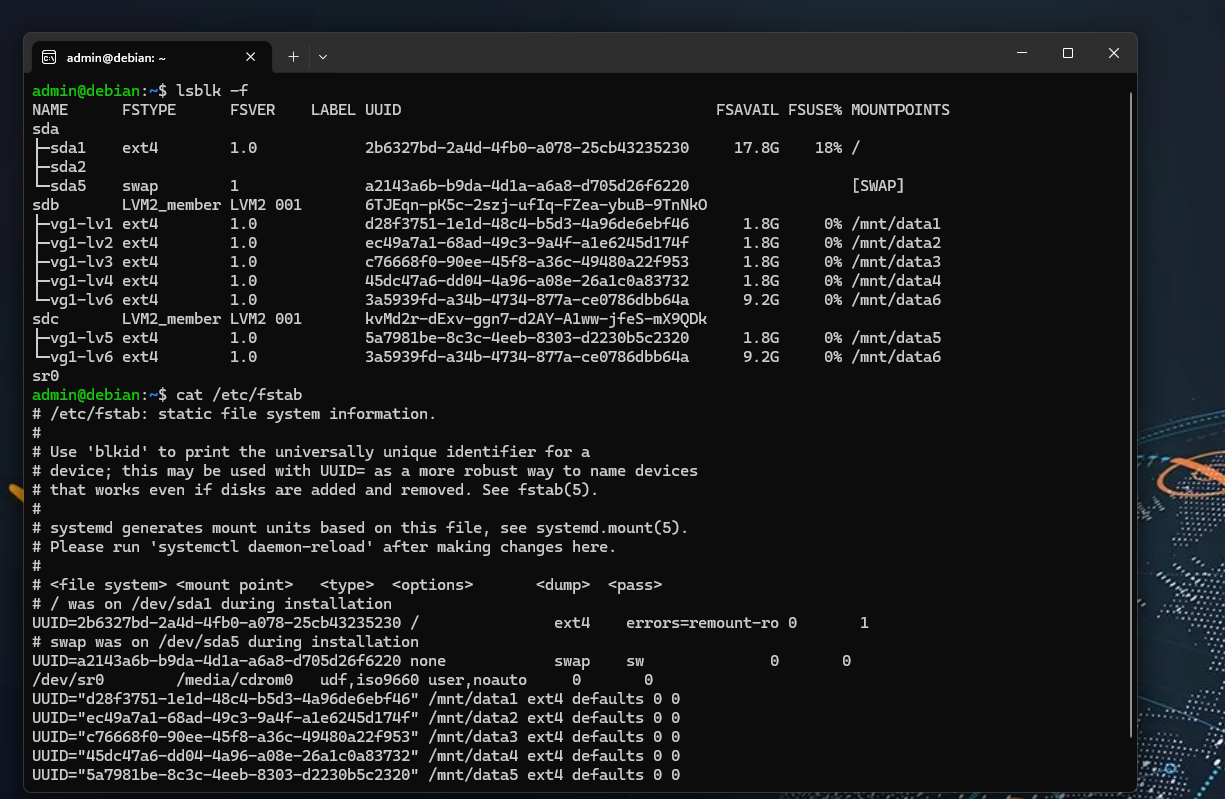 admin@debian: ~
admin@debian:~$ lsblk -f
NAME      FSTYPE      FSVER    LABEL UUID                                   FSAVAIL FSUSE% MOUNTPOINTS
sda
├─sda1    ext4        1.0            2b6327bd-2a4d-4fb0-a078-25cb43235230     17.8G    18% /
├─sda2
└─sda5    swap        1              a2143a6b-b9da-4d1a-a6a8-d705d26f6220                  [SWAP]
sdb       LVM2_member LVM2 001       6TJEqn-pK5c-2szj-ufIq-FZea-ybuB-9TnNkO
├─vg1-lv1 ext4        1.0            d28f3751-1e1d-48c4-b5d3-4a96de6ebf46      1.8G     0% /mnt/data1
├─vg1-lv2 ext4        1.0            ec49a7a1-68ad-49c3-9a4f-a1e6245d174f      1.8G     0% /mnt/data2
├─vg1-lv3 ext4        1.0            c76668f0-90ee-45f8-a36c-49480a22f953      1.8G     0% /mnt/data3
├─vg1-lv4 ext4        1.0            45dc47a6-dd04-4a96-a08e-26a1c0a83732      1.8G     0% /mnt/data4
└─vg1-lv6 ext4        1.0            3a5939fd-a34b-4734-877a-ce0786dbb64a      9.2G     0% /mnt/data6
sdc       LVM2_member LVM2 001       kvMd2r-dExv-ggn7-d2AY-A1ww-jfeS-mX9QDk
├─vg1-lv5 ext4        1.0            5a7981be-8c3c-4eeb-8303-d2230b5c2320      1.8G     0% /mnt/data5
└─vg1-lv6 ext4        1.0            3a5939fd-a34b-4734-877a-ce0786dbb64a      9.2G     0% /mnt/data6
sr0
admin@debian:~$ cat /etc/fstab
# /etc/fstab: static file system information.
#
# Use 'blkid' to print the universally unique identifier for a
# device; this may be used with UUID= as a more robust way to name devices
# that works even if disks are added and removed. See fstab(5).
#
# systemd generates mount units based on this file, see systemd.mount(5).
# Please run 'systemctl daemon-reload' after making changes here.
#
# <file system> <mount point>   <type>  <options>       <dump>  <pass>
# / was on /dev/sda1 during installation
UUID=2b6327bd-2a4d-4fb0-a078-25cb43235230 /               ext4    errors=remount-ro 0       1
# swap was on /dev/sda5 during installation
UUID=a2143a6b-b9da-4d1a-a6a8-d705d26f6220 none            swap    sw              0       0
/dev/sr0        /media/cdrom0   udf,iso9660 user,noauto     0       0
UUID="d28f3751-1e1d-48c4-b5d3-4a96de6ebf46" /mnt/data1 ext4 defaults 0 0
UUID="ec49a7a1-68ad-49c3-9a4f-a1e6245d174f" /mnt/data2 ext4 defaults 0 0
UUID="c76668f0-90ee-45f8-a36c-49480a22f953" /mnt/data3 ext4 defaults 0 0
UUID="45dc47a6-dd04-4a96-a08e-26a1c0a83732" /mnt/data4 ext4 defaults 0 0
UUID="5a7981be-8c3c-4eeb-8303-d2230b5c2320" /mnt/data5 ext4 defaults 0 0